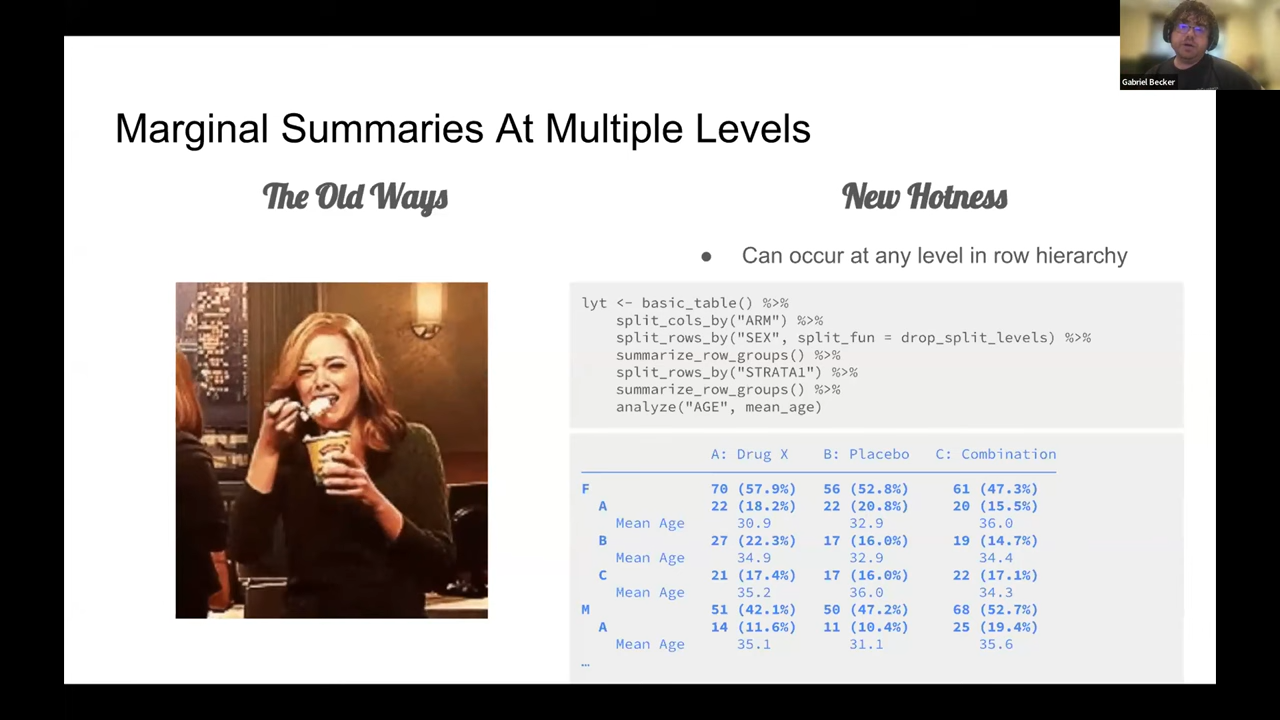 Gabriel Becker
Marginal Summaries At Multiple Levels
The Old Ways
New Hotness
● Can occur at any level in row hierarchy
lyt <- basic_table() %>%
split_cols_by("ARM") %>%
split_rows_by("SEX", split_fun = drop_split_levels) %>%
summarize_row_groups() %>%
split_rows_by("STRATA1") %>%
summarize_row_groups() %>%
analyze("AGE", mean_age)
A: Drug X B: Placebo C: Combination
F 70 (57.9%) 56 (52.8%) 61 (47.3%)
A 22 (18.2%) 22 (20.8%) 20 (15.5%)
Mean Age 30.9 32.9 36.0
B 27 (22.3%) 17 (16.0%) 19 (14.7%)
Mean Age 34.9 32.9 34.4
C 21 (17.4%) 17 (16.0%) 22 (17.1%)
Mean Age 35.2 36.0 34.3
M 51 (42.1%) 50 (47.2%) 68 (52.7%)
A 14 (11.6%) 11 (10.4%) 25 (19.4%)
Mean Age 35.1 31.1 35.6
…